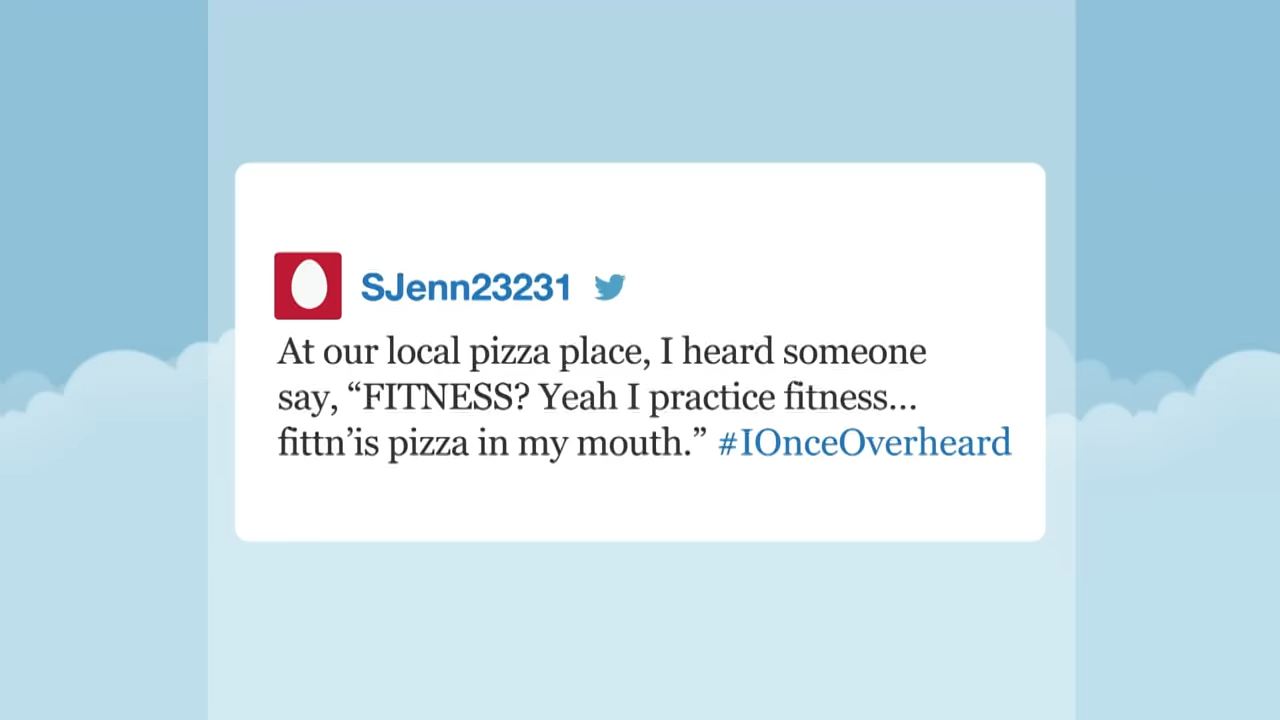 SJenn23231
At our local pizza place, I heard someone
say, “FITNESS? Yeah I practice fitness...
fittn’is pizza in my mouth.” #IOnceOverheard